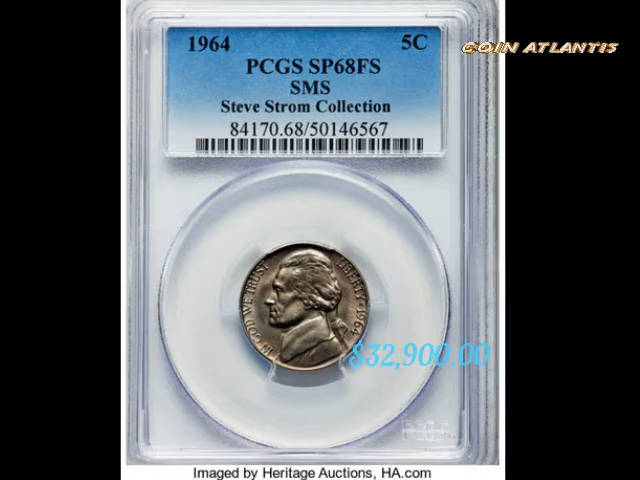 1964 5C
COIN ATLANTIS
PCGS SP68FS
SMS
Steve Strom Collection
84170.68/50146567
IN GOD WE TRUST
LIBERTY 1964
$32,900.00
PCGS
Imaged by Heritage Auctions, HA.com